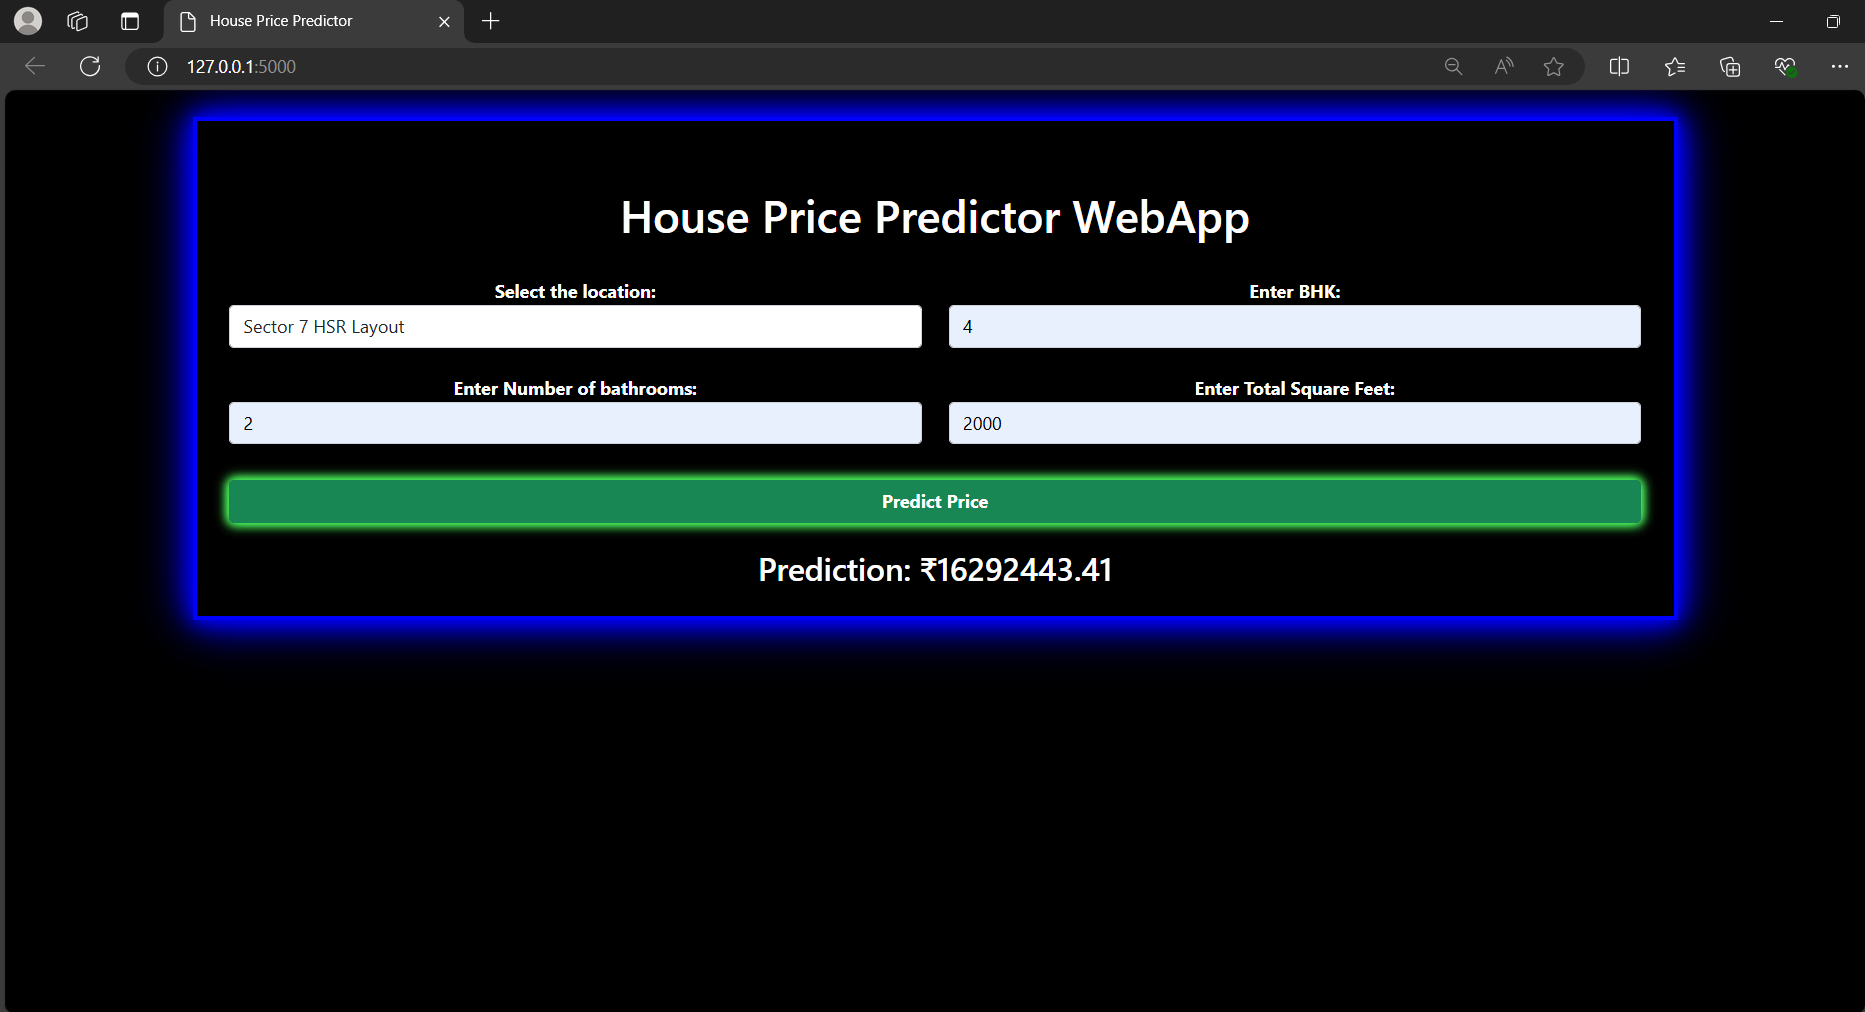 House Price Predictor
127.0.0.1:5000
House Price Predictor WebApp
Select the location:
Enter BHK:
Sector 7 HSR Layout
4
Enter Number of bathrooms:
Enter Total Square Feet:
2
2000
Predict Price
Prediction: ₹16292443.41